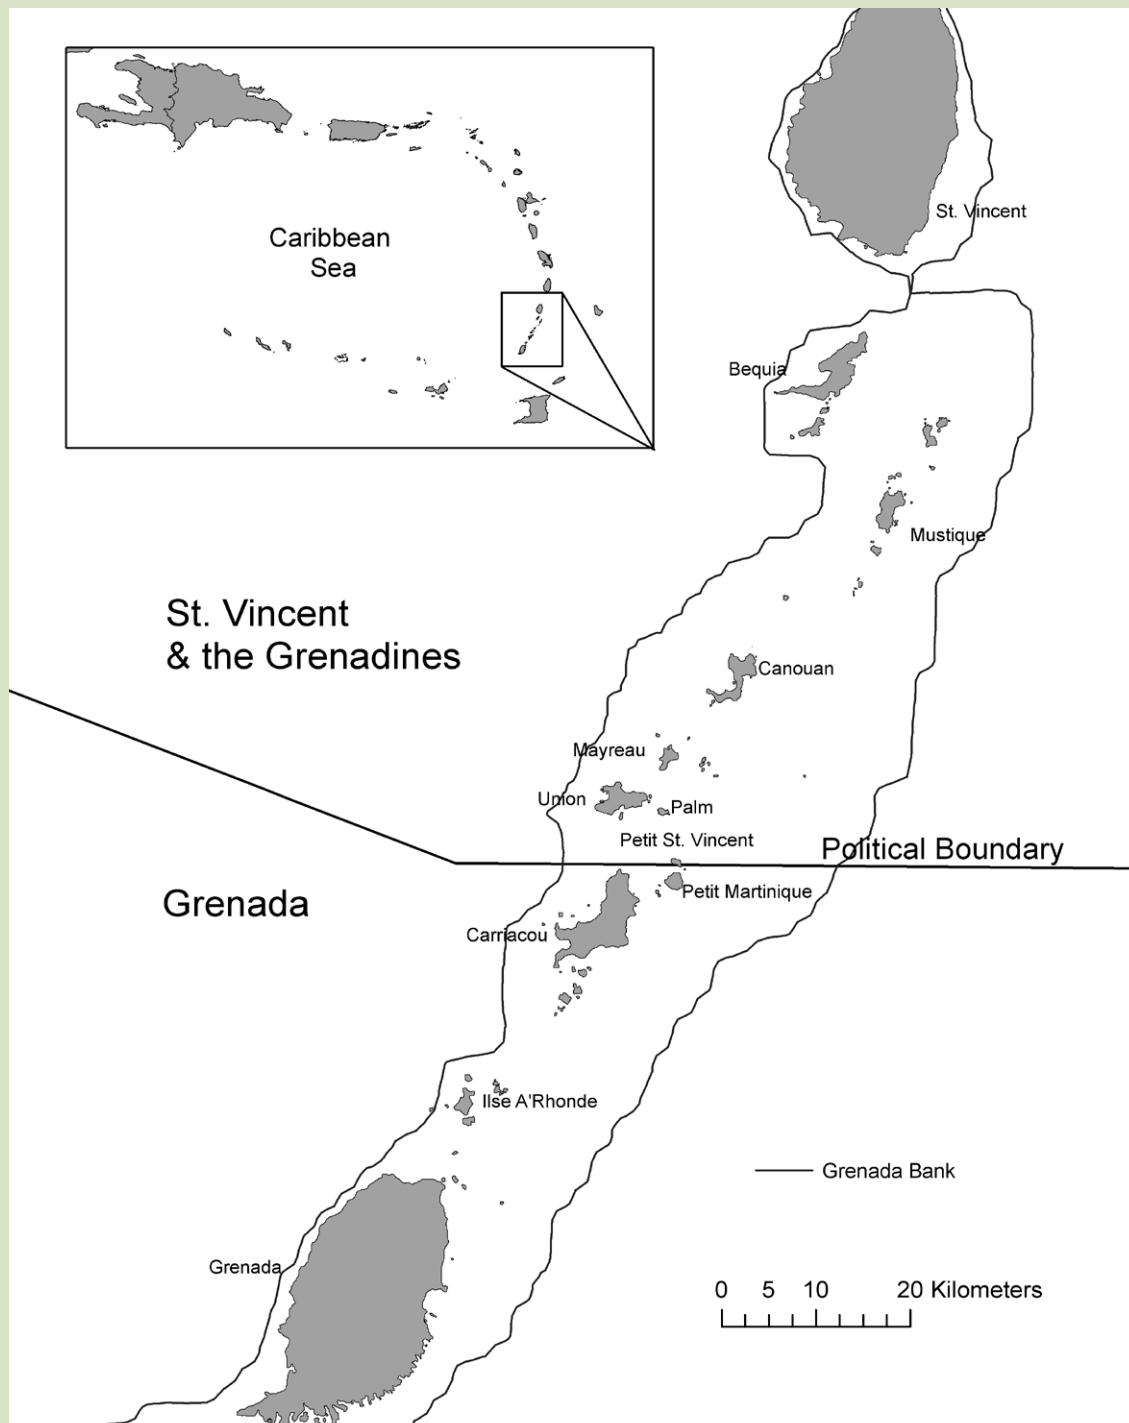 Caribbean
Sea
St. Vincent
Bequia
Mustique
St. Vincent
& the Grenadines
Canouan
Mayreau
Union
Palm
Petit St. Vincent
Political Boundary
Grenada
Petit Martinique
Carriacou
Ilse A'Rhonde
Grenada Bank
Grenada
0 5 10 20 Kilometers